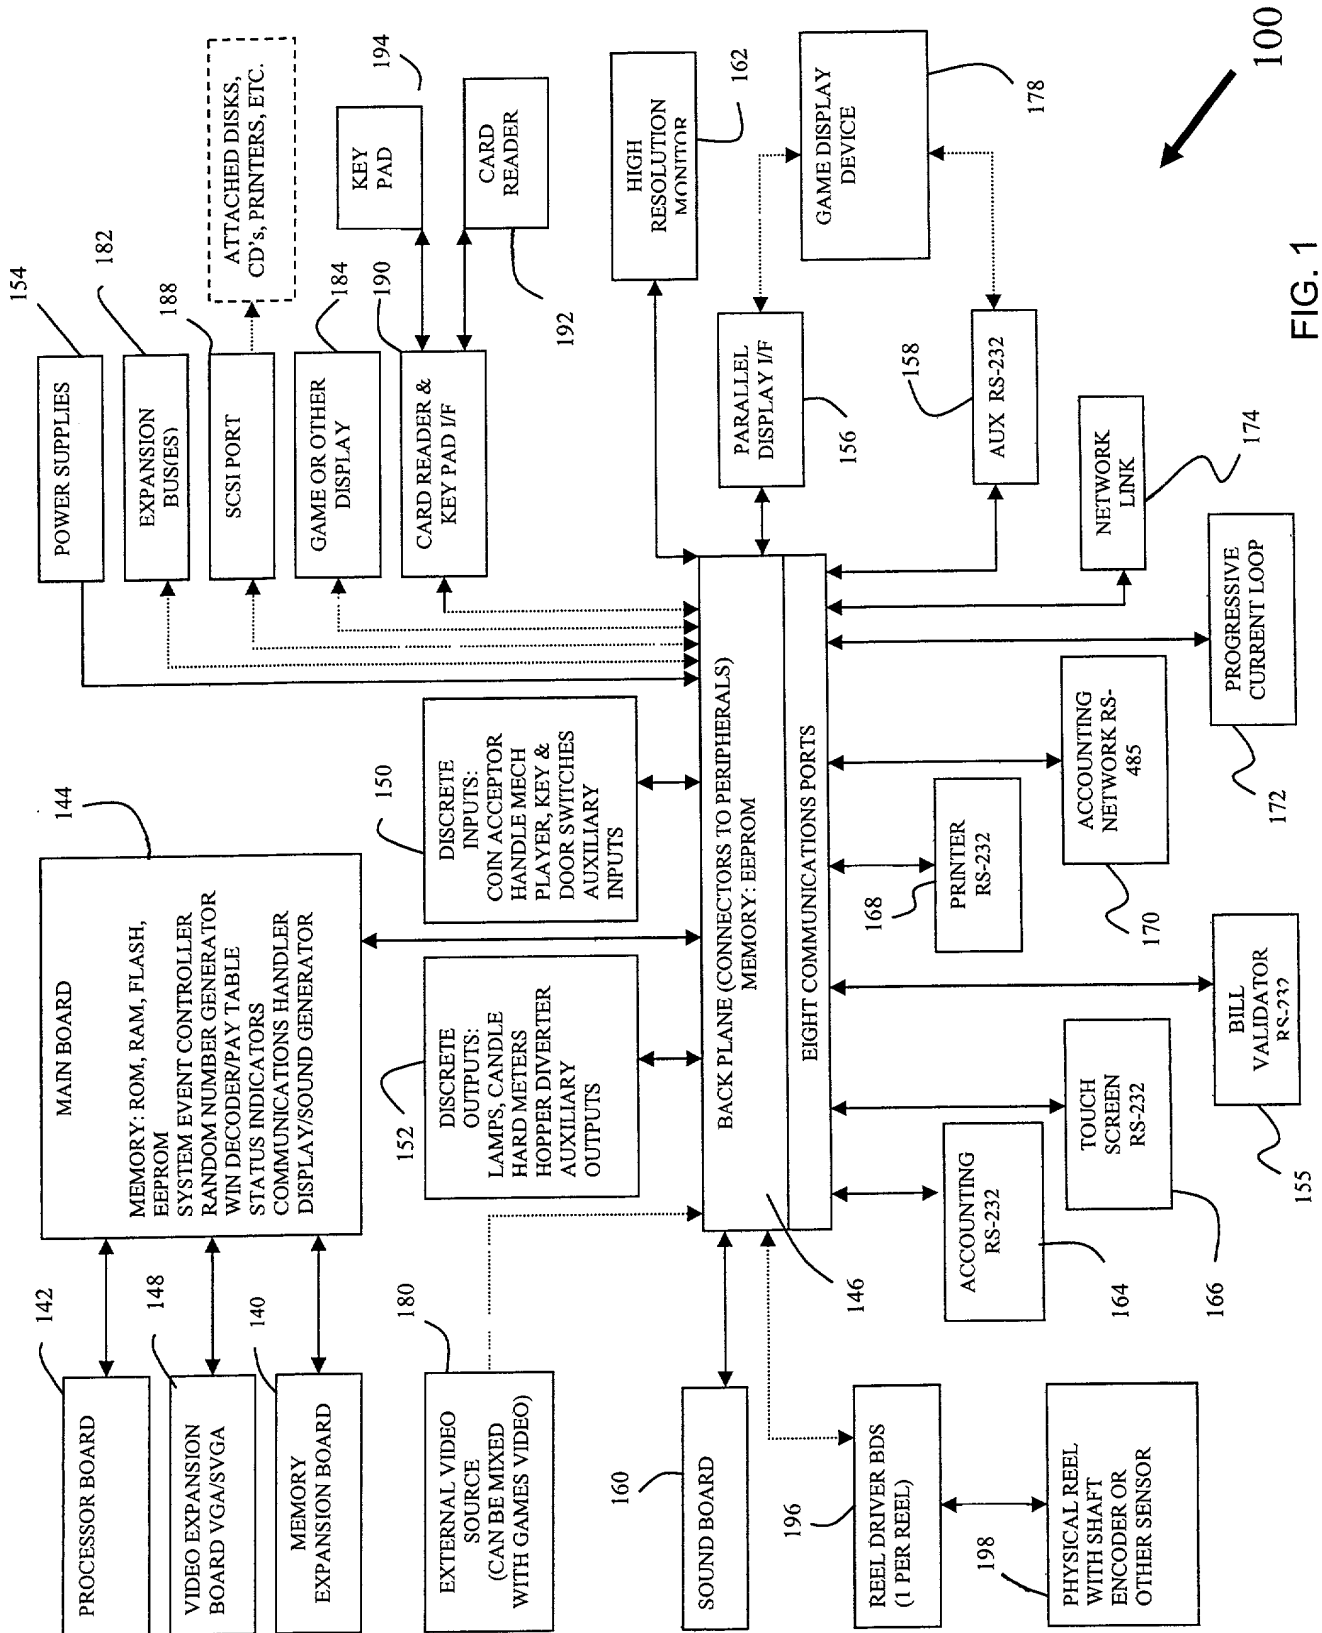 142
PROCESSOR BOARD
148
VIDEO EXPANSION
BOARD VGA/SVGA
140
MEMORY
EXPANSION BOARD
144
MAIN BOARD
MEMORY: ROM, RAM, FLASH,
EEPROM
SYSTEM EVENT CONTROLLER
RANDOM NUMBER GENERATOR
WIN DECODER/PAY TABLE
STATUS INDICATORS
COMMUNICATIONS HANDLER
DISPLAY/SOUND GENERATOR
154
POWER SUPPLIES
182
EXPANSION
BUS(ES)
188
SCSI PORT
ATTACHED DISKS,
CD's, PRINTERS, ETC.
184
GAME OR OTHER
DISPLAY
190
CARD READER &
KEY PAD I/F
194
KEY
PAD
CARD
READER
192
180
EXTERNAL VIDEO
SOURCE
(CAN BE MIXED
WITH GAMES VIDEO)
152
DISCRETE
OUTPUTS:
LAMPS, CANDLE
HARD METERS
HOPPER DIVERTER
AUXILIARY
OUTPUTS
150
DISCRETE
INPUTS:
COIN ACCEPTOR
HANDLE MECH
PLAYER, KEY &
DOOR SWITCHES
AUXILIARY
INPUTS
160
SOUND BOARD
BACK PLANE (CONNECTORS TO PERIPHERALS)
MEMORY: EEPROM
EIGHT COMMUNICATIONS PORTS
146
HIGH
RESOLUTION
MONITOR
162
PARALLEL
DISPLAY I/F
156
GAME DISPLAY
DEVICE
178
158
AUX RS-232
196
REEL DRIVER BDS
(1 PER REEL)
198
PHYSICAL REEL
WITH SHAFT
ENCODER OR
OTHER SENSOR
ACCOUNTING
RS-232
164
TOUCH
SCREEN
RS-232
166
BILL
VALIDATOR
RS-232
155
168
PRINTER
RS-232
ACCOUNTING
NETWORK RS-
485
170
PROGRESSIVE
CURRENT LOOP
172
NETWORK
LINK
174
100
FIG. 1